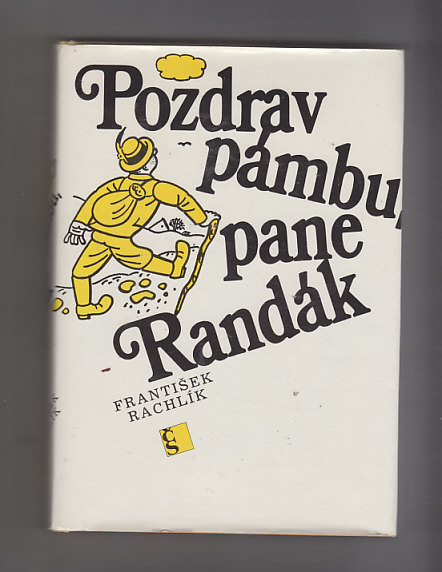 Pozdrav
pámbu,
pane
Randák
FRANTIŠEK
RACHLÍK
ČS